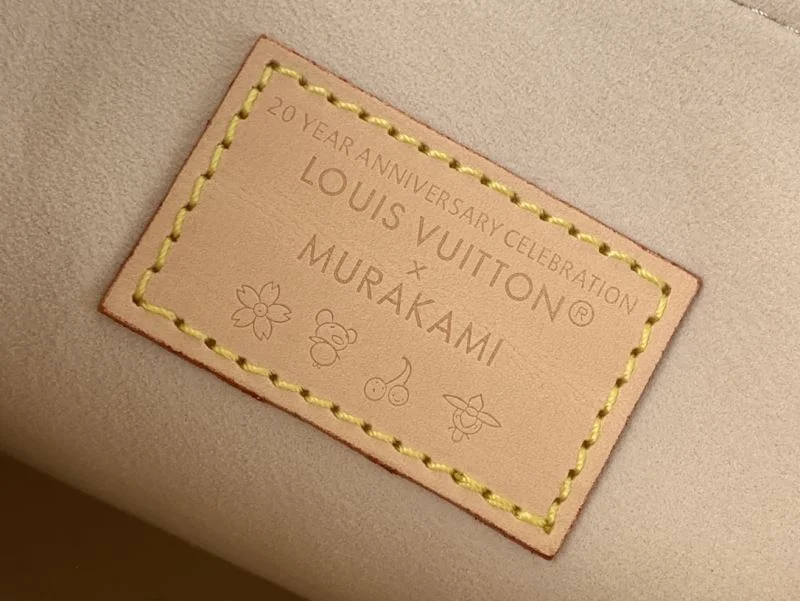 20 YEAR ANNIVERSARY CELEBRATION
LOUIS VUITTON®
×
MURAKAMI